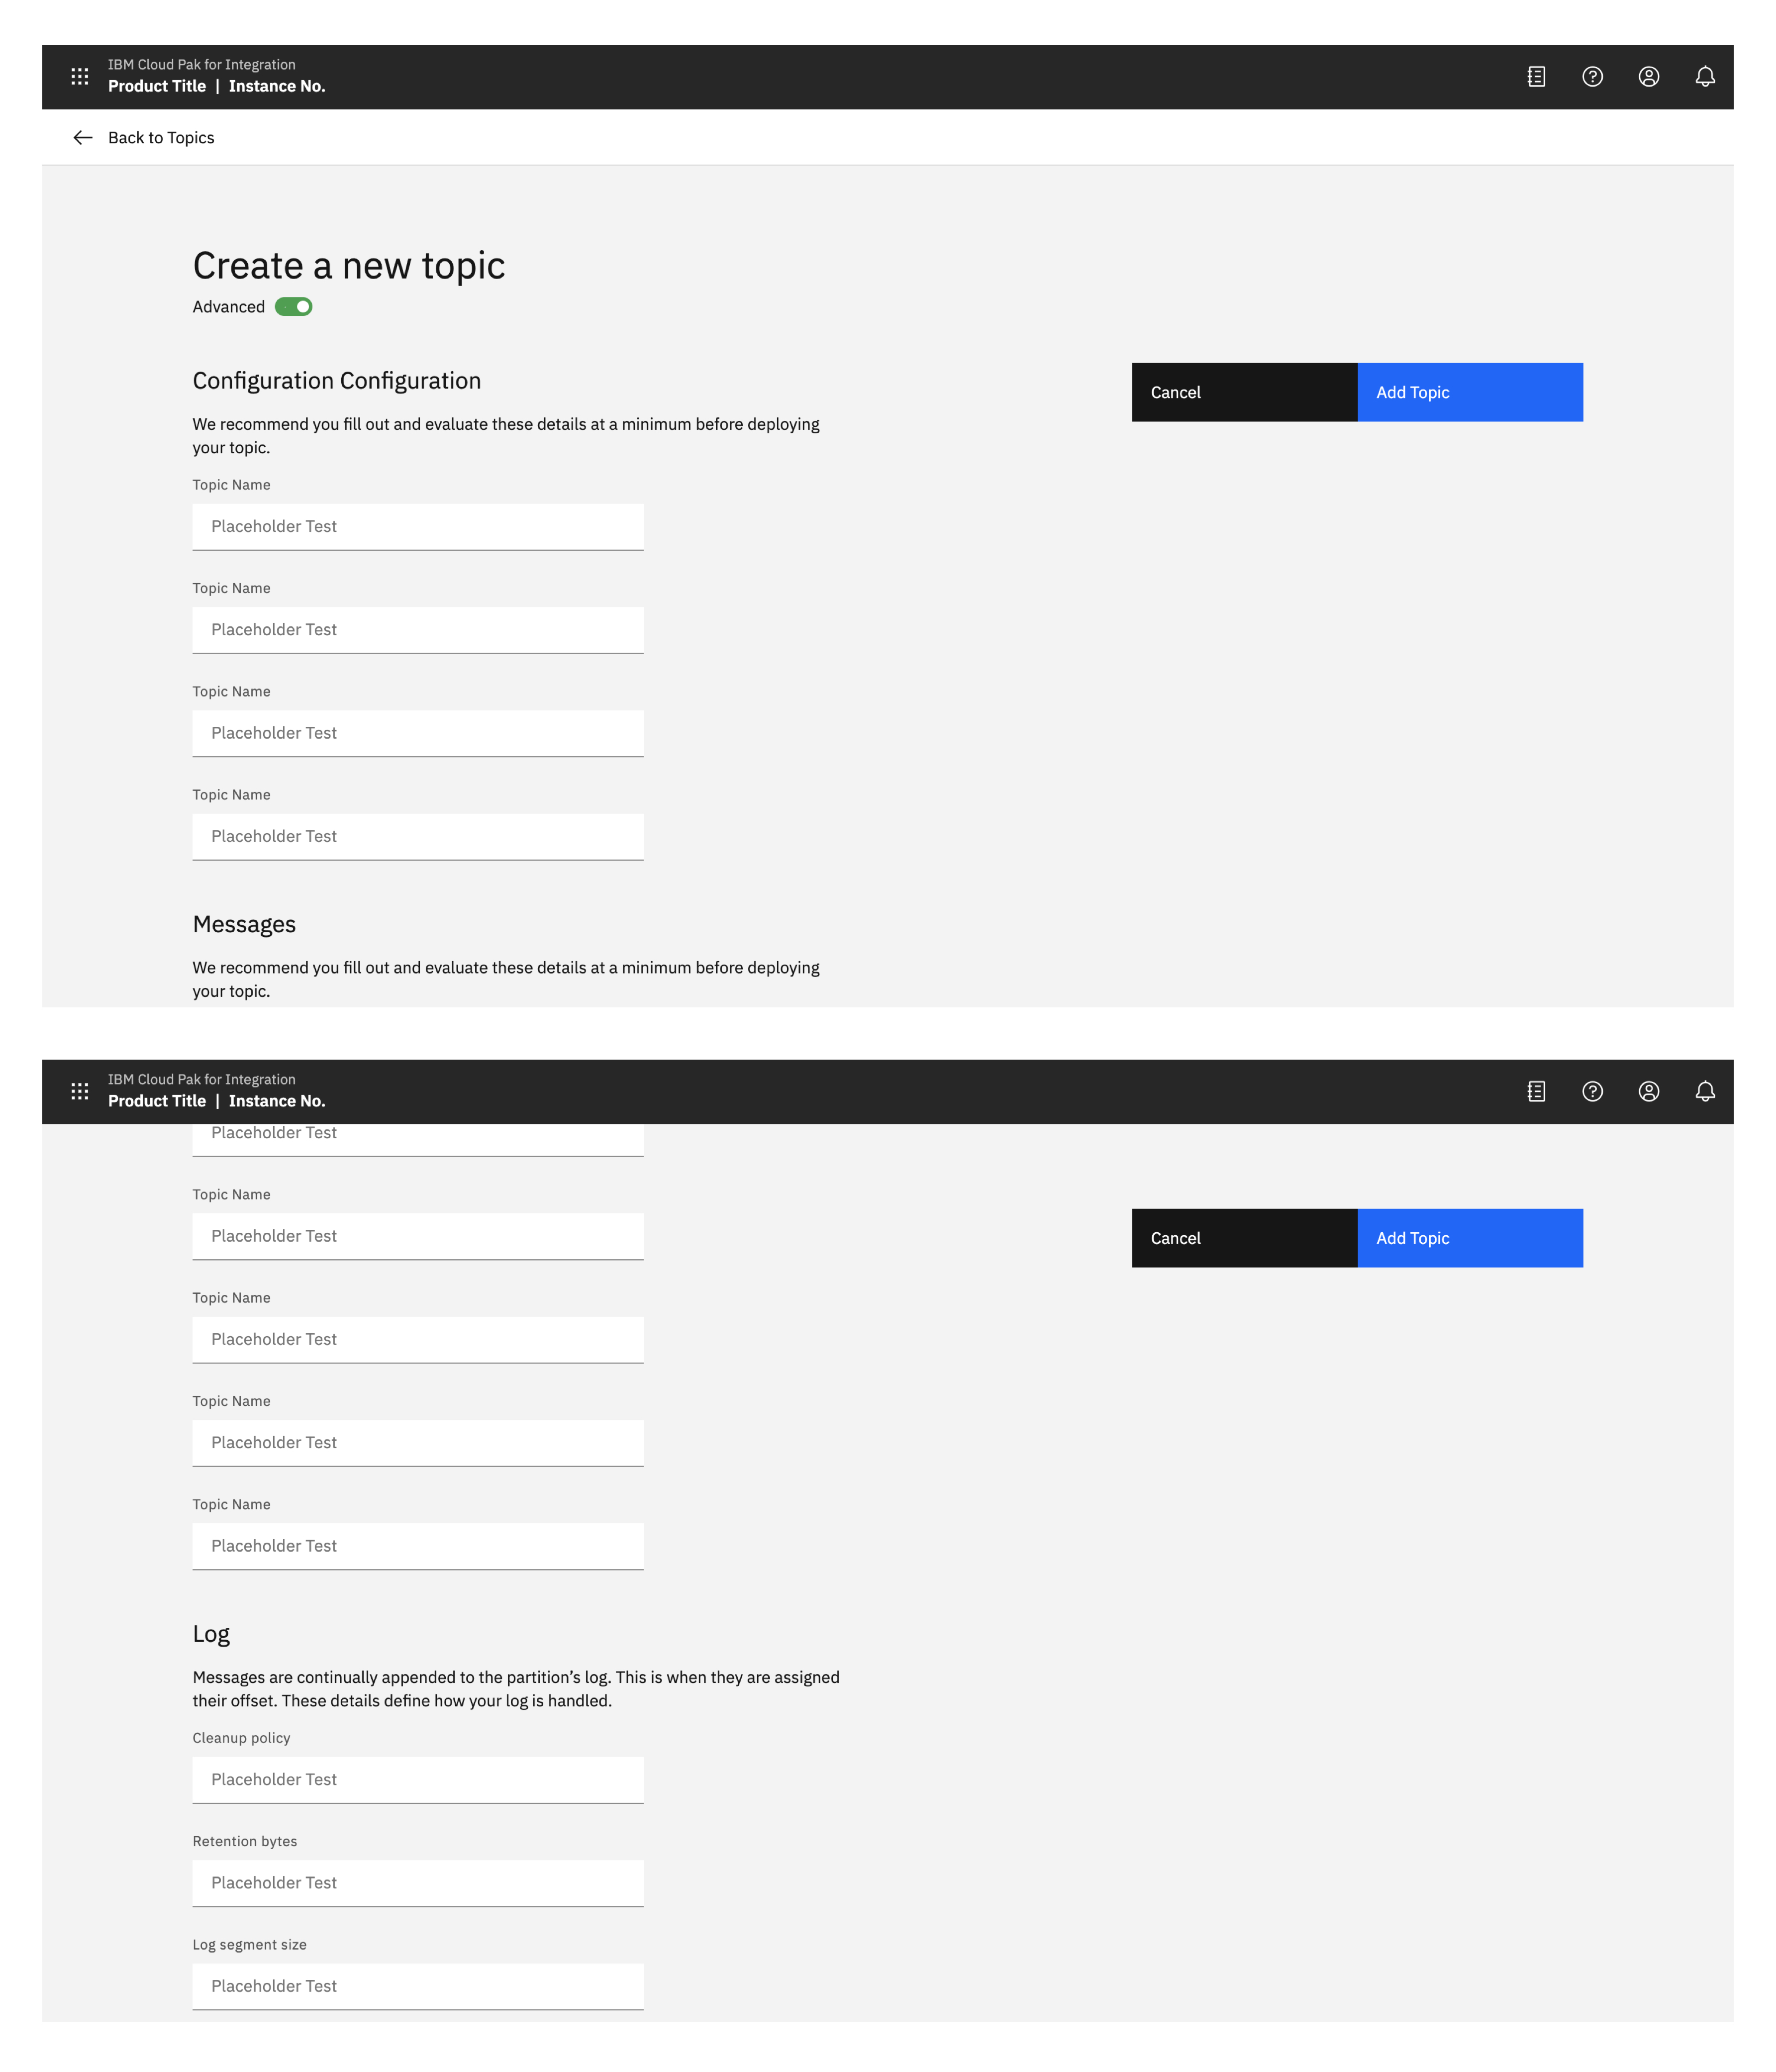 IBM Cloud Pak for Integration
Product Title | Instance No.
Back to Topics
Create a new topic
Advanced
Configuration Configuration
Cancel
Add Topic
We recommend you fill out and evaluate these details at a minimum before deploying
your topic.
Topic Name
Placeholder Test
Topic Name
Placeholder Test
Topic Name
Placeholder Test
Topic Name
Placeholder Test
Messages
We recommend you fill out and evaluate these details at a minimum before deploying
your topic.
IBM Cloud Pak for Integration
Product Title | Instance No.
Placeholder Test
Topic Name
Placeholder Test
Cancel
Add Topic
Topic Name
Placeholder Test
Topic Name
Placeholder Test
Topic Name
Placeholder Test
Log
Messages are continually appended to the partition’s log. This is when they are assigned
their offset. These details define how your log is handled.
Cleanup policy
Placeholder Test
Retention bytes
Placeholder Test
Log segment size
Placeholder Test